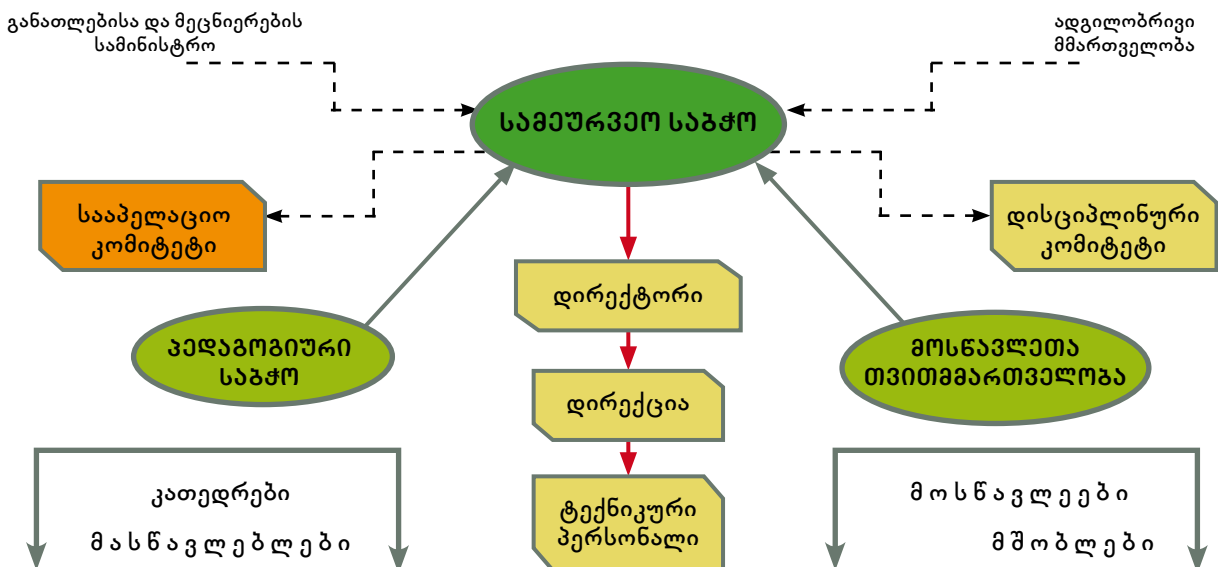 განათლებისა და მეცნიერების
სამინისტრო
ადგილობრივი
მმართველობა
სამეურვეო საბჭო
სააპელაციო
კომიტეტი
დისციპლინური
კომიტეტი
დირექტორი
პედაგოგიური
საბჭო
მოსწავლეთა
თვითმმართველობა
დირექცია
კათედრები
მასწავლებლები
ტექნიკური
პერსონალი
მოსწავლეები
მშობლები